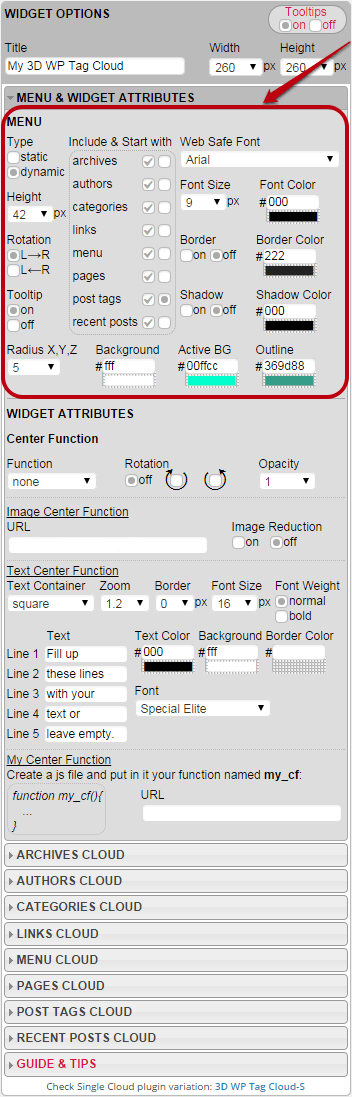 WIDGET OPTIONS
Tooltips
on off
Title Width Height
My 3D WP Tag Cloud 260 px 260 px
MENU & WIDGET ATTRIBUTES
MENU
Type Include & Start with Web Safe Font
static archives Arial
dynamic authors Font Size Font Color
Height categories 9 px #000
42 px links
Rotation menu Border Border Color
L→R pages on off #222
L←R
Tooltip post tags Shadow Shadow Color
on recent posts on off #000
off
Radius X,Y,Z Background Active BG Outline
5 #fff #00ffcc #369d88
WIDGET ATTRIBUTES
Center Function
Function Rotation Opacity
none off 1
Image Center Function
URL Image Reduction
on off
Text Center Function
Text Container Zoom Border Font Size Font Weight
square 1.2 0 px 16 px normal
bold
Text Text Color Background Border Color
Line 1 Fill up #000 #fff #
Line 2 these lines
Line 3 with your Font
Line 4 text or Special Elite
Line 5 leave empty.
My Center Function
Create a js file and put in it your function named my_cf:
function my_cf(){ URL
...
}
ARCHIVES CLOUD
AUTHORS CLOUD
CATEGORIES CLOUD
LINKS CLOUD
MENU CLOUD
PAGES CLOUD
POST TAGS CLOUD
RECENT POSTS CLOUD
GUIDE & TIPS
Check Single Cloud plugin variation: 3D WP Tag Cloud-S